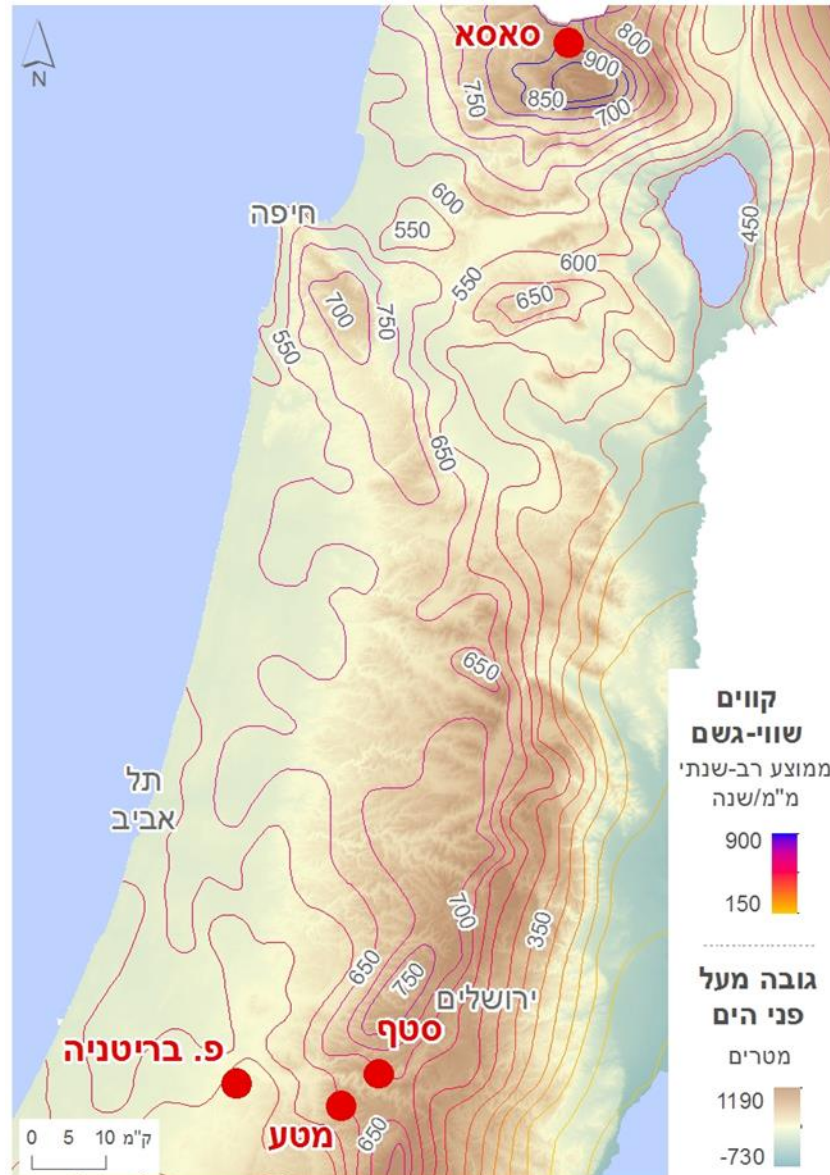 סאסא
800
900
750
850
700
N
600
חיפה
550
450
600
550
650
700
750
550
650
650
קווים
שווי-גשם
ממוצע רב-שנתי
מ"מ/שנה
900
150
תל
אביב
700
350
650
750
ירושלים
גובה מעל
פני הים
מטרים
1190
-730
סטף
פ. בריטניה
מטע
650
0 5 10 ק"מ